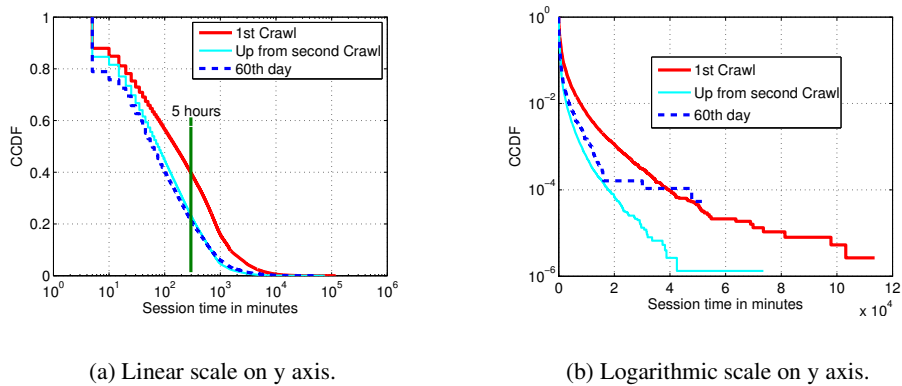 1
0.8
0.6
0.4
0.2
0
CCDF
1st Crawl
Up from second Crawl
60th day
5 hours
10^0 10^1 10^2 10^3 10^4 10^5 10^6
Session time in minutes
(a) Linear scale on y axis.
10^0
10^−2
10^−4
10^−6
CCDF
1st Crawl
Up from second Crawl
60th day
0 2 4 6 8 10 12
x 10^4
Session time in minutes
(b) Logarithmic scale on y axis.